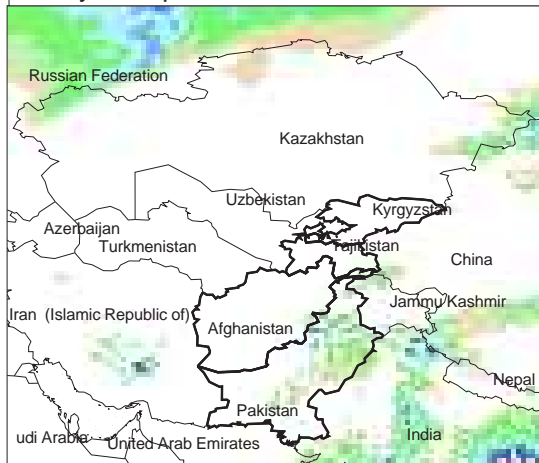 Russian Federation
Kazakhstan
Uzbekistan
Kyrgyzstan
Azerbaijan
Turkmenistan
Tajikistan
China
Jammu Kashmir
Iran (Islamic Republic of)
Afghanistan
Nepal
Pakistan
udi Arabia
United Arab Emirates
India